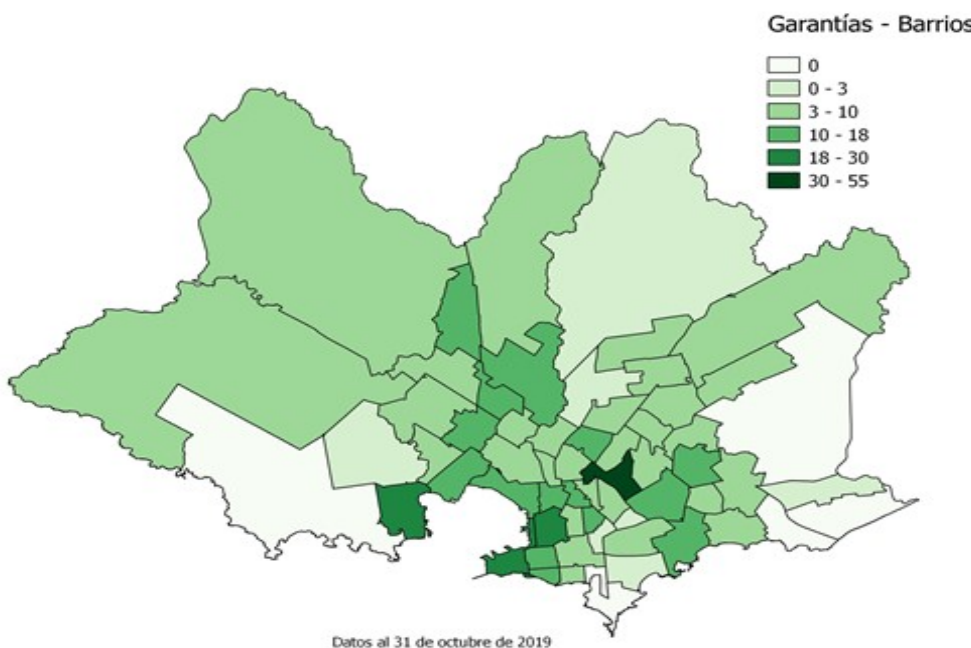 Garantías - Barrios
0
0 - 3
3 - 10
10 - 18
18 - 30
30 - 55
Datos al 31 de octubre de 2019